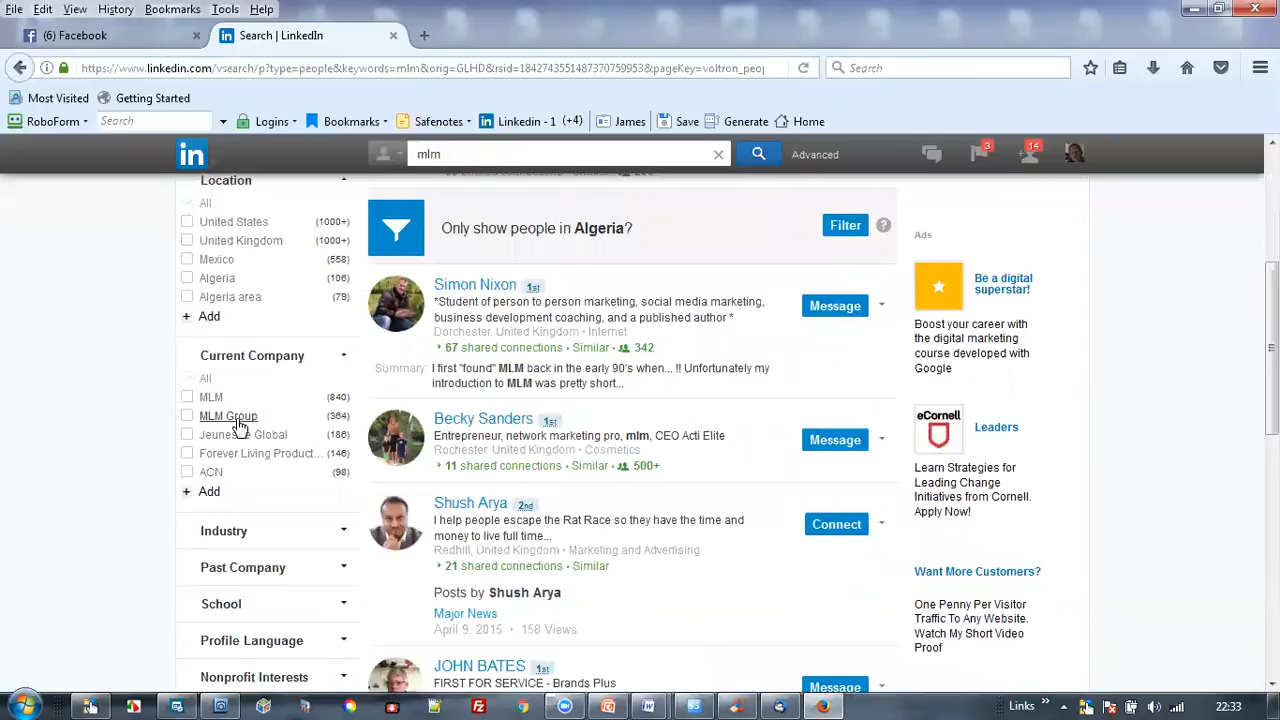 File Edit View History Bookmarks Tools Help
(6) Facebook × Search | LinkedIn × +
https://www.linkedin.com/vsearch/p?type=people&keywords=mlm&orig=GLHD&rsid=1842743551487370759953&pageKey=voltron_peop
Search
Most Visited Getting Started
RoboForm Search Logins Bookmarks Safenotes Linkedin - 1 (+4) James Save Generate Home
in mlm × Advanced 3 14
Location
All
United States (1000+)
United Kingdom (1000+)
Mexico (558)
Algeria (106)
Algeria area (79)
+ Add
Current Company
All
MLM (840)
MLM Group (364)
Jeunesse Global (186)
Forever Living Product... (146)
ACN (98)
+ Add
Industry
Past Company
School
Profile Language
Nonprofit Interests
Only show people in Algeria? Filter ?
Simon Nixon 1st
*Student of person to person marketing, social media marketing,
business development coaching, and a published author *
Dorchester, United Kingdom • Internet
67 shared connections • Similar • 342
Message
Summary: I first "found" MLM back in the early 90's when... !! Unfortunately my
introduction to MLM was pretty short...
Becky Sanders 1st
Entrepreneur, network marketing pro, mlm, CEO Acti Elite
Rochester, United Kingdom • Cosmetics
11 shared connections • Similar • 500+
Message
Shush Arya 2nd
I help people escape the Rat Race so they have the time and
money to live full time...
Redhill, United Kingdom • Marketing and Advertising
21 shared connections • Similar
Connect
Posts by Shush Arya
Major News
April 9, 2015 • 158 Views
JOHN BATES 1st
FIRST FOR SERVICE - Brands Plus
Message
Ads
Be a digital
superstar!
Boost your career with
the digital marketing
course developed with
Google
eCornell
Leaders
Learn Strategies for
Leading Change
Initiatives from Cornell.
Apply Now!
Want More Customers?
One Penny Per Visitor
Traffic To Any Website.
Watch My Short Video
Proof
Links » 22:33